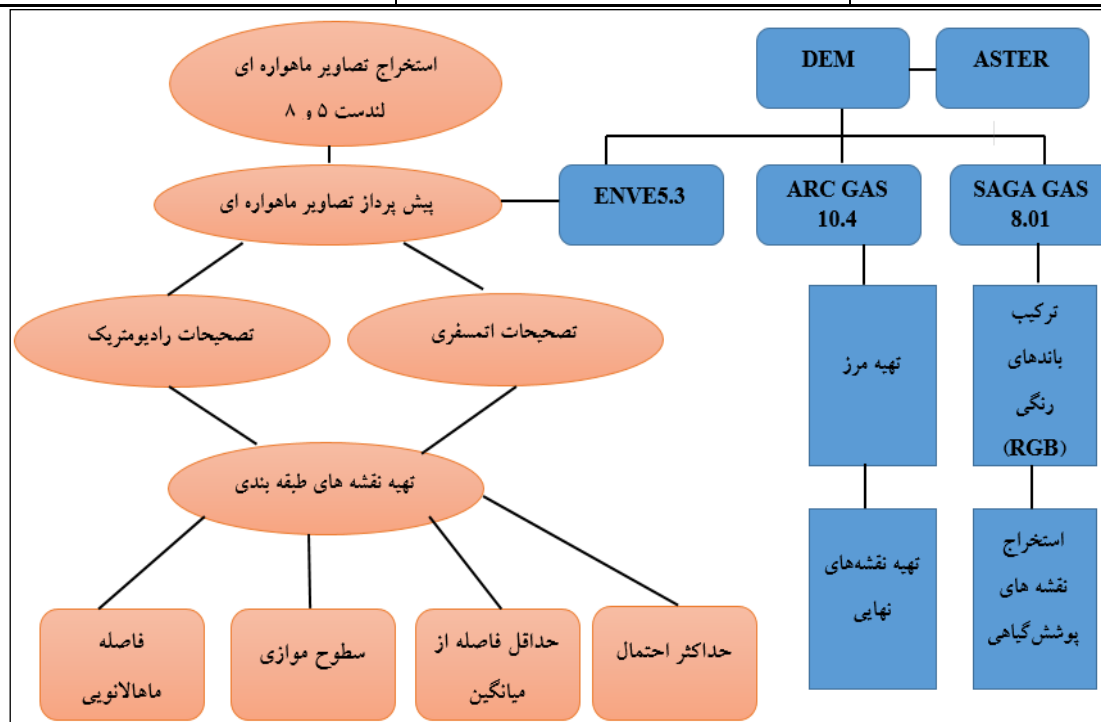 استخراج تصاویر ماهواره ای
لندست ۵ و ۸
DEM
ASTER
پیش پرداز تصاویر ماهواره ای
ENVE5.3
ARC GAS
10.4
SAGA GAS
8.01
تصحیحات رادیومتریک
تصحیحات اتمسفری
تهیه مرز
ترکیب
باندهای
رنگی
(RGB)
تهیه نقشه های طبقه بندی
تهیه نقشه‌های
نهایی
استخراج
نقشه های
پوشش‌گیاهی
فاصله
ماهالانویی
سطوح موازی
حداقل فاصله از
میانگین
حداکثر احتمال